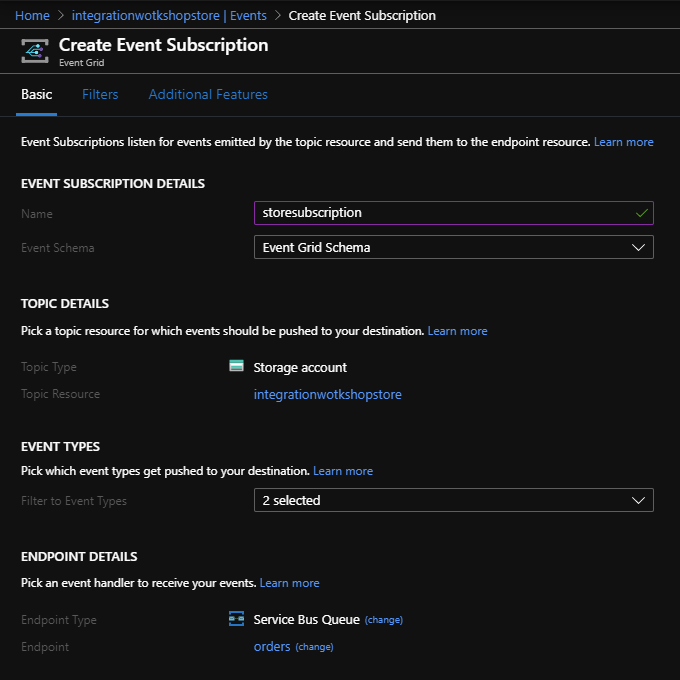 Home > integrationwotkshopstore | Events > Create Event Subscription
Create Event Subscription
Event Grid
Basic Filters Additional Features
Event Subscriptions listen for events emitted by the topic resource and send them to the endpoint resource. Learn more
EVENT SUBSCRIPTION DETAILS
Name storesubscription
Event Schema Event Grid Schema
TOPIC DETAILS
Pick a topic resource for which events should be pushed to your destination. Learn more
Topic Type Storage account
Topic Resource integrationwotkshopstore
EVENT TYPES
Pick which event types get pushed to your destination. Learn more
Filter to Event Types 2 selected
ENDPOINT DETAILS
Pick an event handler to receive your events. Learn more
Endpoint Type Service Bus Queue (change)
Endpoint orders (change)